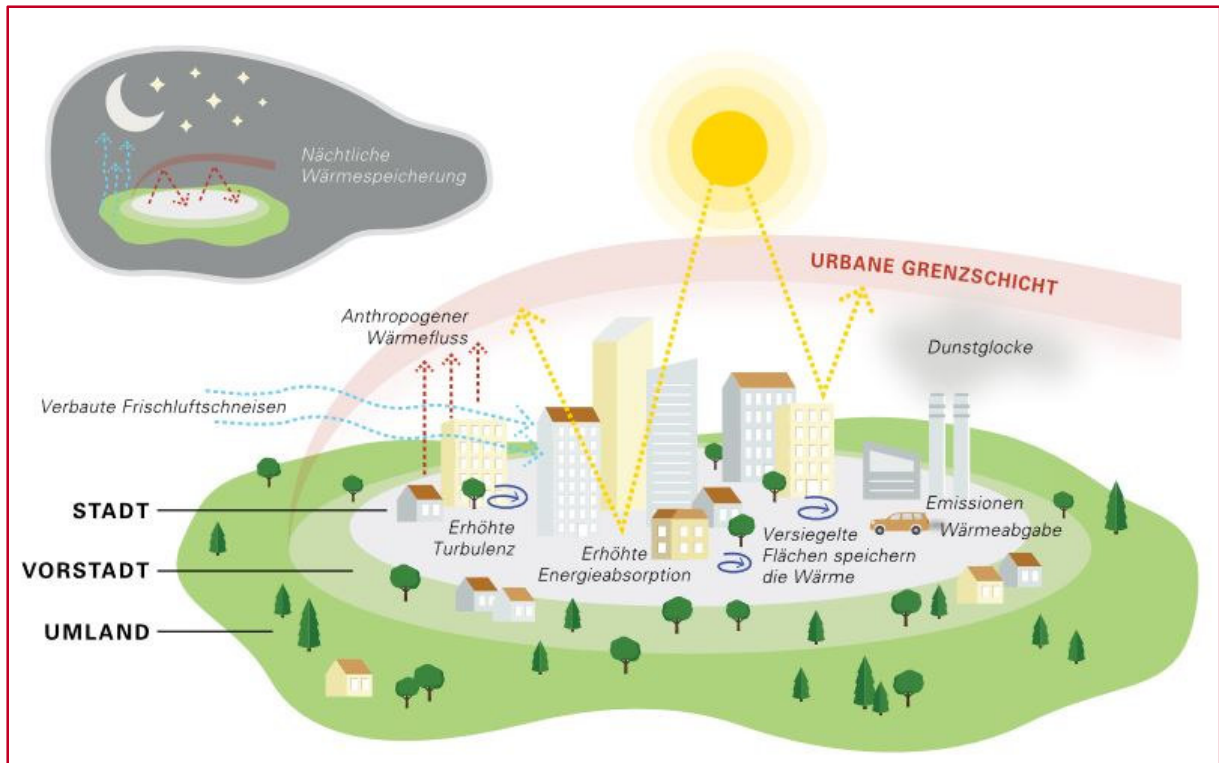 Nächtliche
Wärmespeicherung
URBANE GRENZSCHICHT
Anthropogener
Wärmefluss
Dunstglocke
Verbaute Frischluftschneisen
STADT
Erhöhte
Turbulenz
Erhöhte
Energieabsorption
Versiegelte
Flächen speichern
die Wärme
Emissionen
Wärmeabgabe
VORSTADT
UMLAND